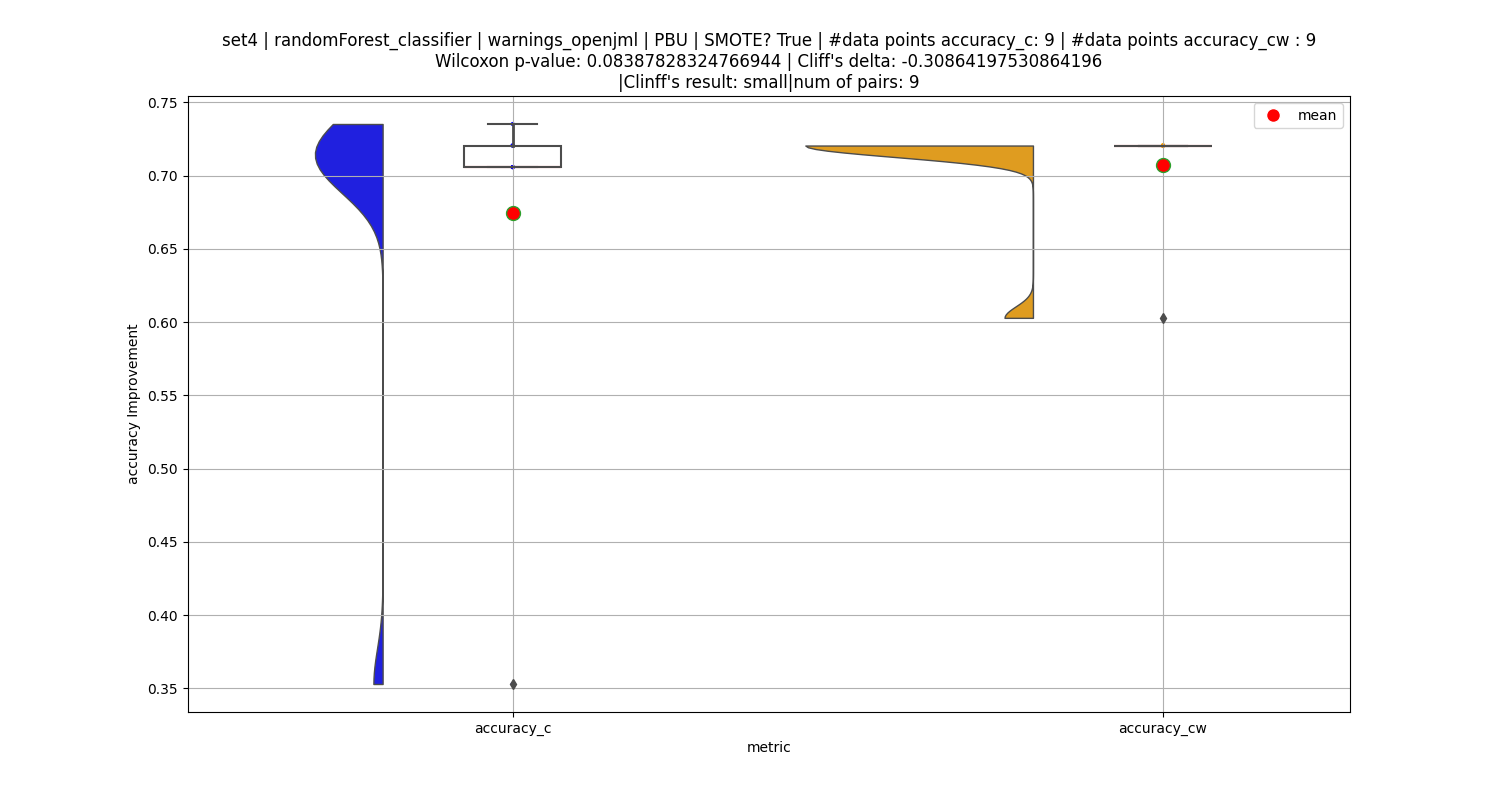 set4 | randomForest_classifier | warnings_openjml | PBU | SMOTE? True | #data points accuracy_c: 9 | #data points accuracy_cw : 9
Wilcoxon p-value: 0.08387828324766944 | Cliff's delta: -0.30864197530864196
|Clinff's result: small|num of pairs: 9
mean
0.75
0.70
0.65
0.60
0.55
0.50
0.45
0.40
0.35
accuracy Improvement
accuracy_c
accuracy_cw
metric